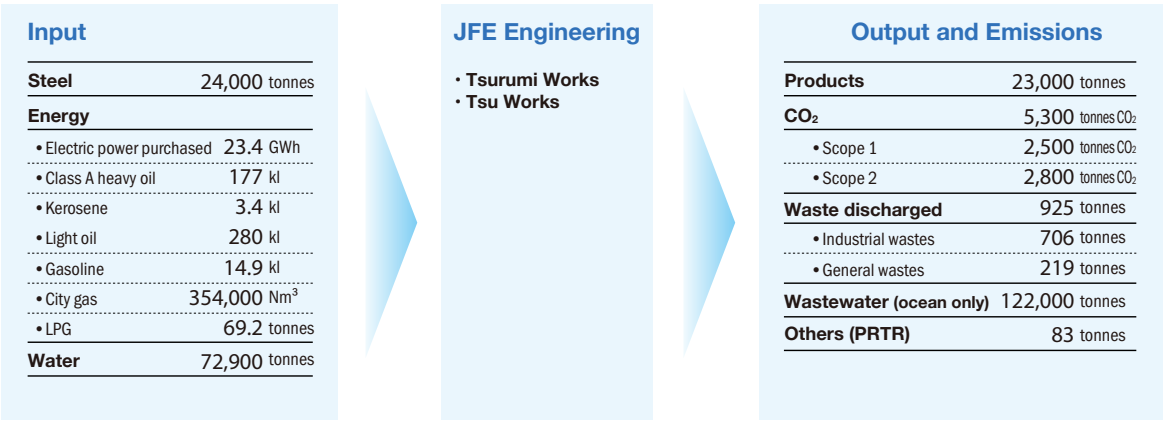 Input
Steel 24,000 tonnes
Energy
• Electric power purchased 23.4 GWh
• Class A heavy oil 177 kl
• Kerosene 3.4 kl
• Light oil 280 kl
• Gasoline 14.9 kl
• City gas 354,000 Nm³
• LPG 69.2 tonnes
Water 72,900 tonnes
JFE Engineering
・Tsurumi Works
・Tsu Works
Output and Emissions
Products 23,000 tonnes
CO₂ 5,300 tonnes CO₂
• Scope 1 2,500 tonnes CO₂
• Scope 2 2,800 tonnes CO₂
Waste discharged 925 tonnes
• Industrial wastes 706 tonnes
• General wastes 219 tonnes
Wastewater (ocean only) 122,000 tonnes
Others (PRTR) 83 tonnes